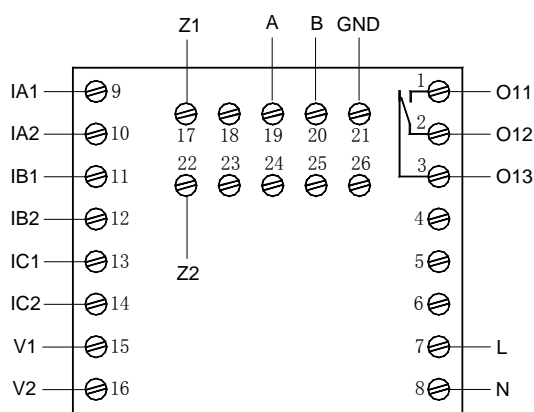 Z1 A B GND
IA1 9 1 O11
17 18 19 20 21
IA2 10 2 O12
22 23 24 25 26
IB1 11 3 O13
IB2 12 4
Z2
IC1 13 5
IC2 14 6
V1 15 7 L
V2 16 8 N